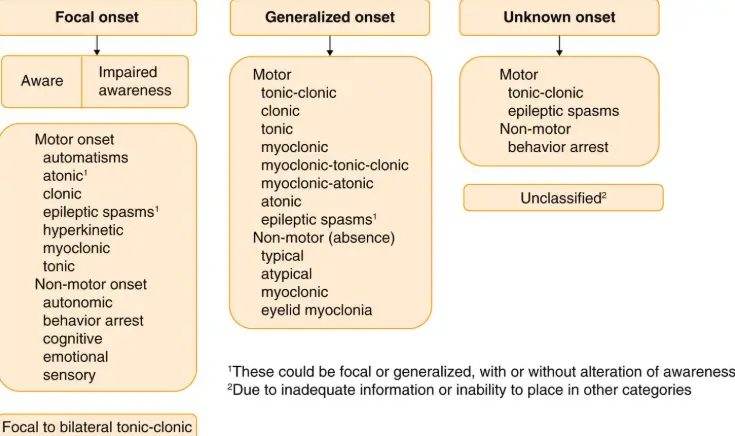 Focal onset
Aware
Impaired
awareness
Motor onset
automatisms
atonic¹
clonic
epileptic spasms¹
hyperkinetic
myoclonic
tonic
Non-motor onset
autonomic
behavior arrest
cognitive
emotional
sensory
Focal to bilateral tonic-clonic
Generalized onset
Motor
tonic-clonic
clonic
tonic
myoclonic
myoclonic-tonic-clonic
myoclonic-atonic
atonic
epileptic spasms¹
Non-motor (absence)
typical
atypical
myoclonic
eyelid myoclonia
Unknown onset
Motor
tonic-clonic
epileptic spasms
Non-motor
behavior arrest
Unclassified²
¹These could be focal or generalized, with or without alteration of awareness
²Due to inadequate information or inability to place in other categories